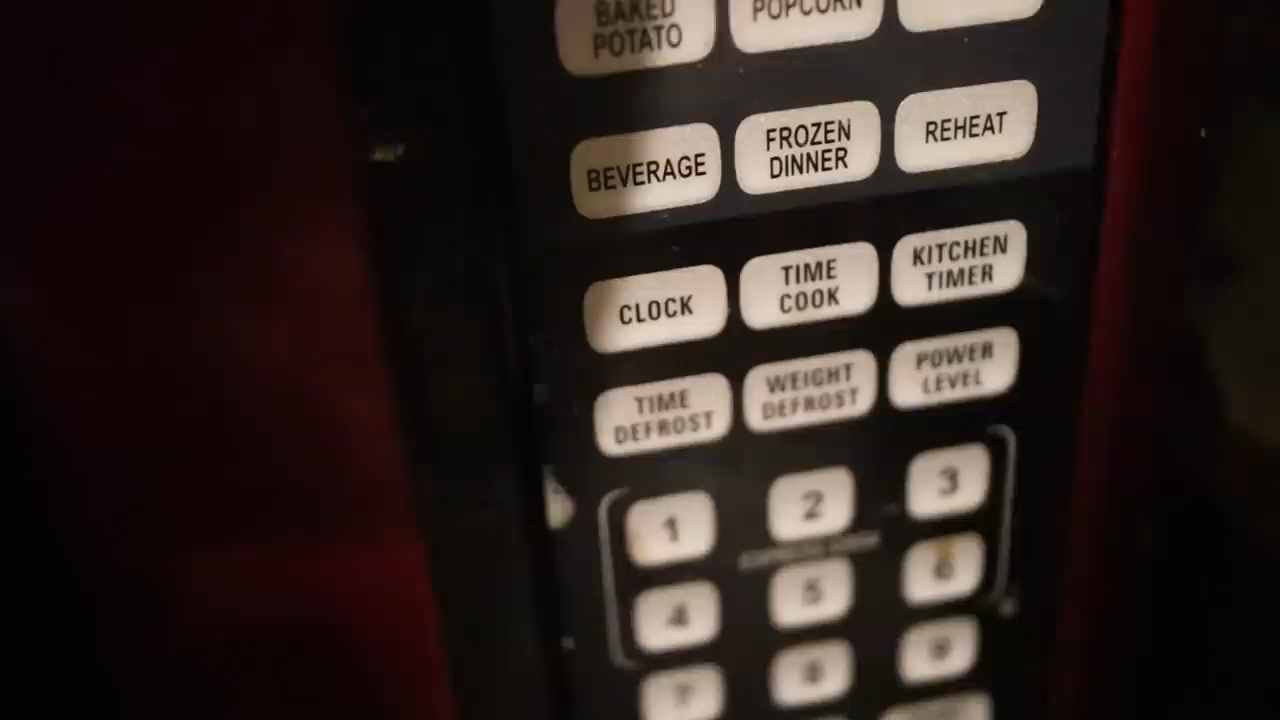 BAKED
POTATO
POPCORN
BEVERAGE
FROZEN
DINNER
REHEAT
CLOCK
TIME
COOK
KITCHEN
TIMER
TIME
DEFROST
WEIGHT
DEFROST
POWER
LEVEL
1
2
3
4
5
6
7
8
9